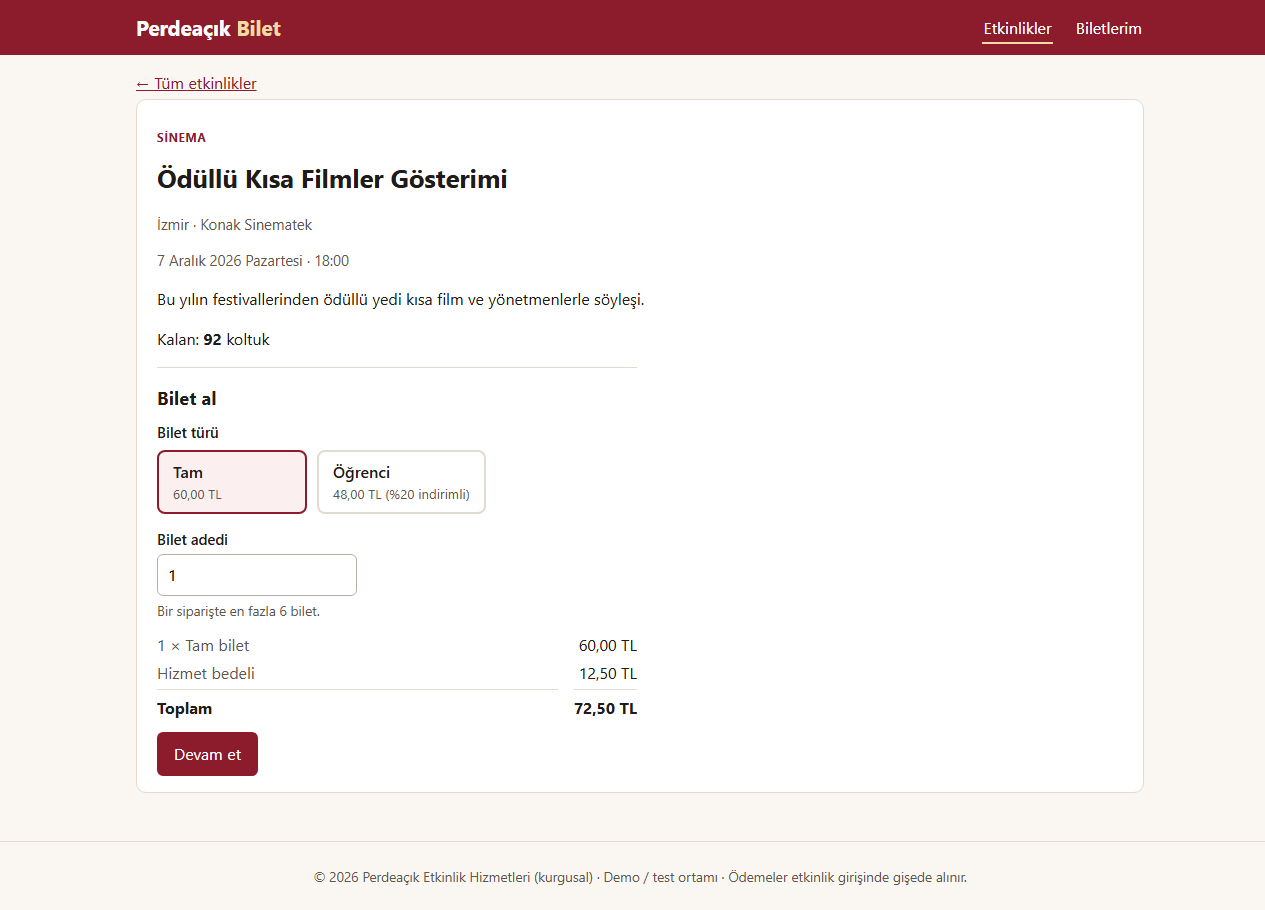 Perdeaçık Bilet
Etkinlikler
Biletlerim
← Tüm etkinlikler
SİNEMA
Ödüllü Kısa Filmler Gösterimi
İzmir · Konak Sinematek
7 Aralık 2026 Pazartesi · 18:00
Bu yılın festivallerinden ödüllü yedi kısa film ve yönetmenlerle söyleşi.
Kalan: 92 koltuk
Bilet al
Bilet türü
Tam
60,00 TL
Öğrenci
48,00 TL (%20 indirimli)
Bilet adedi
1
Bir siparişte en fazla 6 bilet.
1 × Tam bilet 60,00 TL
Hizmet bedeli 12,50 TL
Toplam 72,50 TL
Devam et
© 2026 Perdeaçık Etkinlik Hizmetleri (kurgusal) · Demo / test ortamı · Ödemeler etkinlik girişinde gişede alınır.